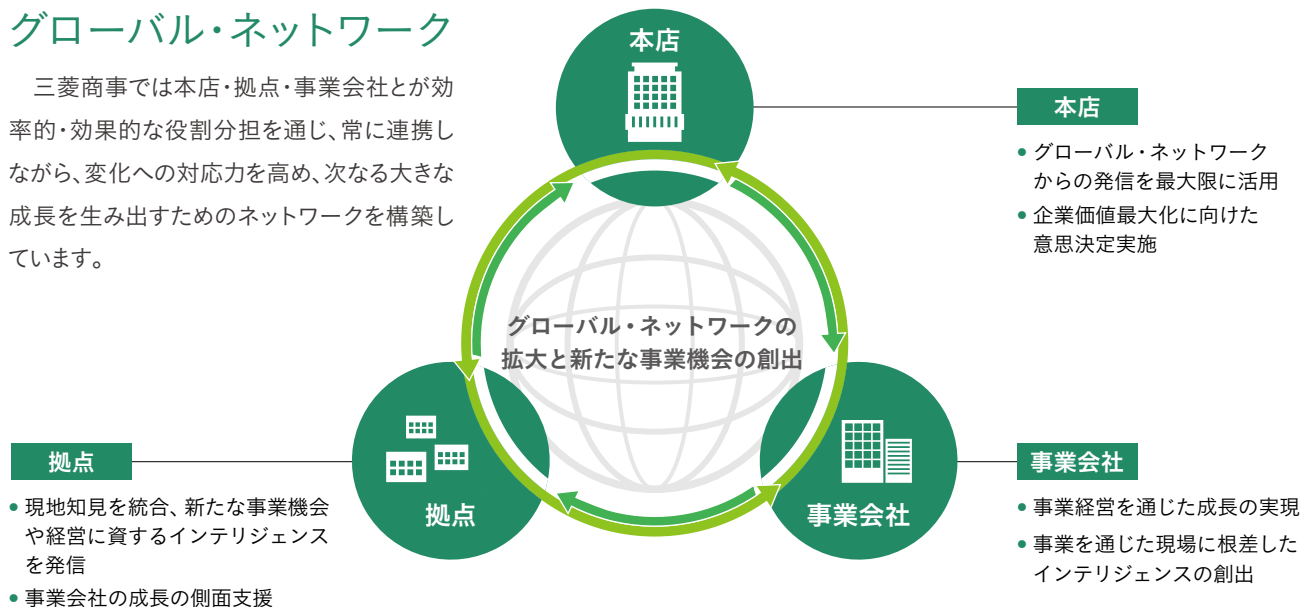 グローバル・ネットワーク
三菱商事では本店・拠点・事業会社とが効
率的・効果的な役割分担を通じ、常に連携し
ながら、変化への対応力を高め、次なる大きな
成長を生み出すためのネットワークを構築し
ています。
本店
本店
• グローバル・ネットワーク
からの発信を最大限に活用
• 企業価値最大化に向けた
意思決定実施
グローバル・ネットワークの
拡大と新たな事業機会の創出
拠点
• 現地知見を統合、新たな事業機会
や経営に資するインテリジェンス
を発信
• 事業会社の成長の側面支援
拠点
事業会社
事業会社
• 事業経営を通じた成長の実現
• 事業を通じた現場に根差した
インテリジェンスの創出